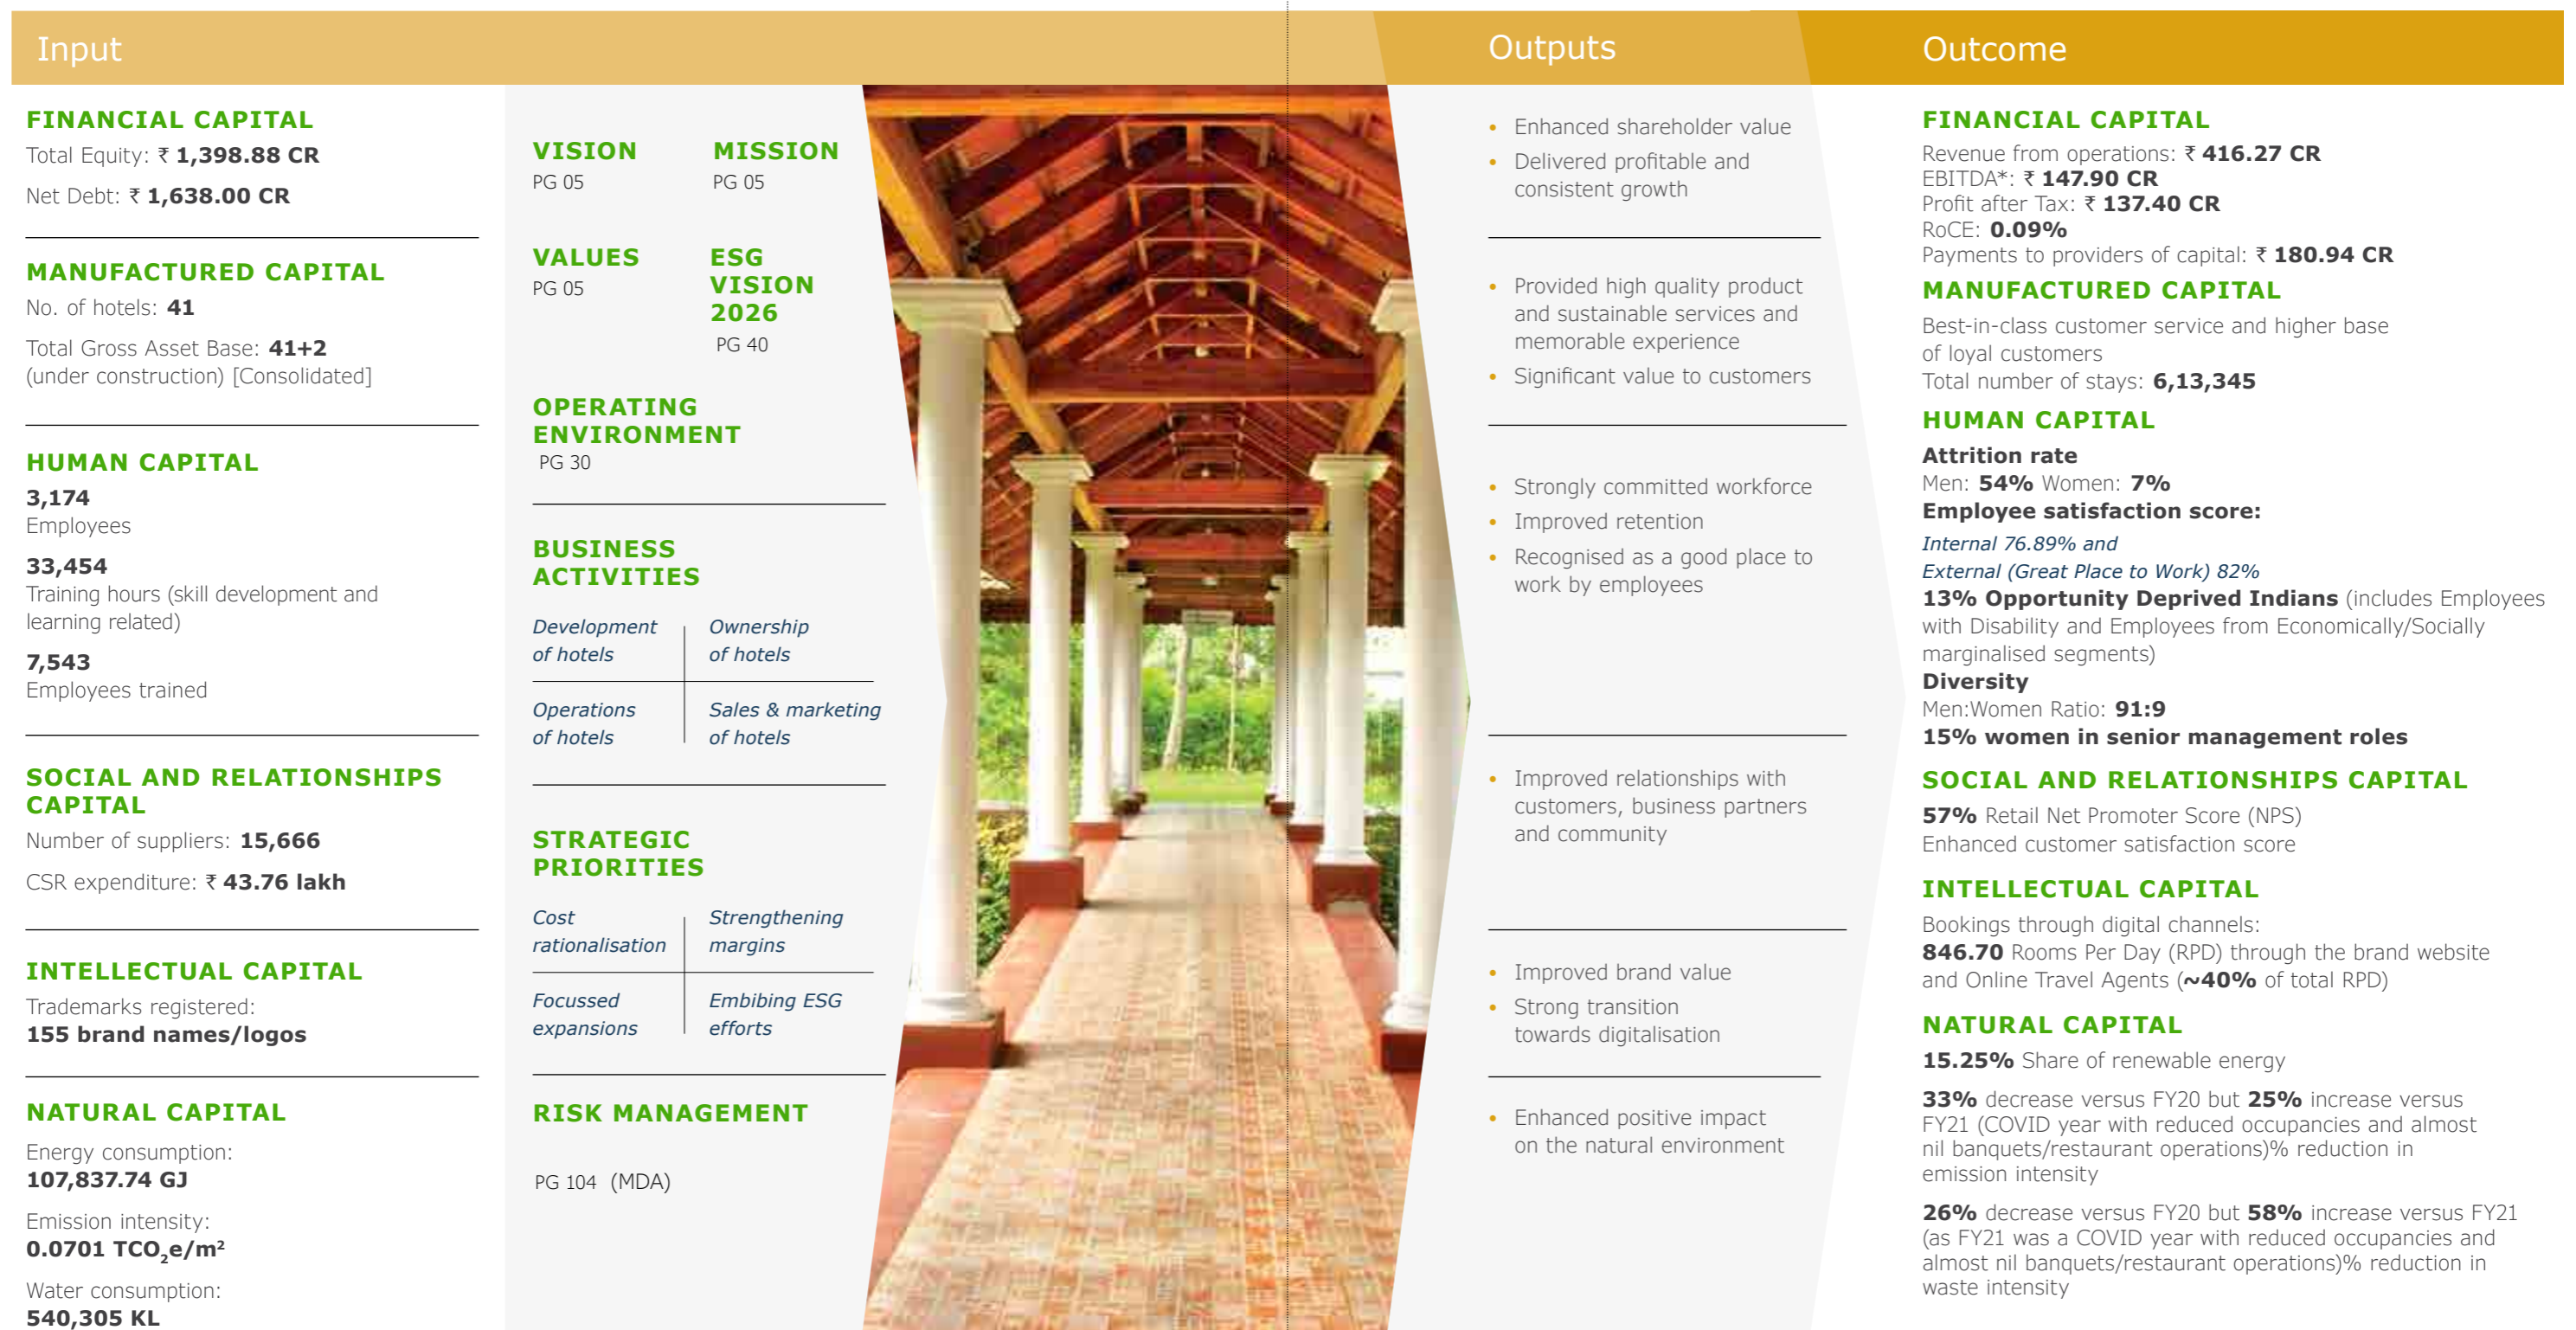 Input
Outputs
Outcome
FINANCIAL CAPITAL
Total Equity: ₹ 1,398.88 CR
Net Debt: ₹ 1,638.00 CR
MANUFACTURED CAPITAL
No. of hotels: 41
Total Gross Asset Base: 41+2
(under construction) [Consolidated]
HUMAN CAPITAL
3,174
Employees
33,454
Training hours (skill development and
learning related)
7,543
Employees trained
SOCIAL AND RELATIONSHIPS
CAPITAL
Number of suppliers: 15,666
CSR expenditure: ₹ 43.76 lakh
INTELLECTUAL CAPITAL
Trademarks registered:
155 brand names/logos
NATURAL CAPITAL
Energy consumption:
107,837.74 GJ
Emission intensity:
0.0701 TCO₂e/m²
Water consumption:
540,305 KL
VISION
PG 05
MISSION
PG 05
VALUES
PG 05
ESG
VISION
2026
PG 40
OPERATING
ENVIRONMENT
PG 30
BUSINESS
ACTIVITIES
Development
of hotels
Ownership
of hotels
Operations
of hotels
Sales & marketing
of hotels
STRATEGIC
PRIORITIES
Cost
rationalisation
Strengthening
margins
Focussed
expansions
Embibing ESG
efforts
RISK MANAGEMENT
PG 104 (MDA)
• Enhanced shareholder value
• Delivered profitable and
consistent growth
• Provided high quality product
and sustainable services and
memorable experience
• Significant value to customers
• Strongly committed workforce
• Improved retention
• Recognised as a good place to
work by employees
• Improved relationships with
customers, business partners
and community
• Improved brand value
• Strong transition
towards digitalisation
• Enhanced positive impact
on the natural environment
FINANCIAL CAPITAL
Revenue from operations: ₹ 416.27 CR
EBITDA*: ₹ 147.90 CR
Profit after Tax: ₹ 137.40 CR
RoCE: 0.09%
Payments to providers of capital: ₹ 180.94 CR
MANUFACTURED CAPITAL
Best-in-class customer service and higher base
of loyal customers
Total number of stays: 6,13,345
HUMAN CAPITAL
Attrition rate
Men: 54% Women: 7%
Employee satisfaction score:
Internal 76.89% and
External (Great Place to Work) 82%
13% Opportunity Deprived Indians (includes Employees
with Disability and Employees from Economically/Socially
marginalised segments)
Diversity
Men:Women Ratio: 91:9
15% women in senior management roles
SOCIAL AND RELATIONSHIPS CAPITAL
57% Retail Net Promoter Score (NPS)
Enhanced customer satisfaction score
INTELLECTUAL CAPITAL
Bookings through digital channels:
846.70 Rooms Per Day (RPD) through the brand website
and Online Travel Agents (~40% of total RPD)
NATURAL CAPITAL
15.25% Share of renewable energy
33% decrease versus FY20 but 25% increase versus
FY21 (COVID year with reduced occupancies and almost
nil banquets/restaurant operations)% reduction in
emission intensity
26% decrease versus FY20 but 58% increase versus FY21
(as FY21 was a COVID year with reduced occupancies and
almost nil banquets/restaurant operations)% reduction in
waste intensity